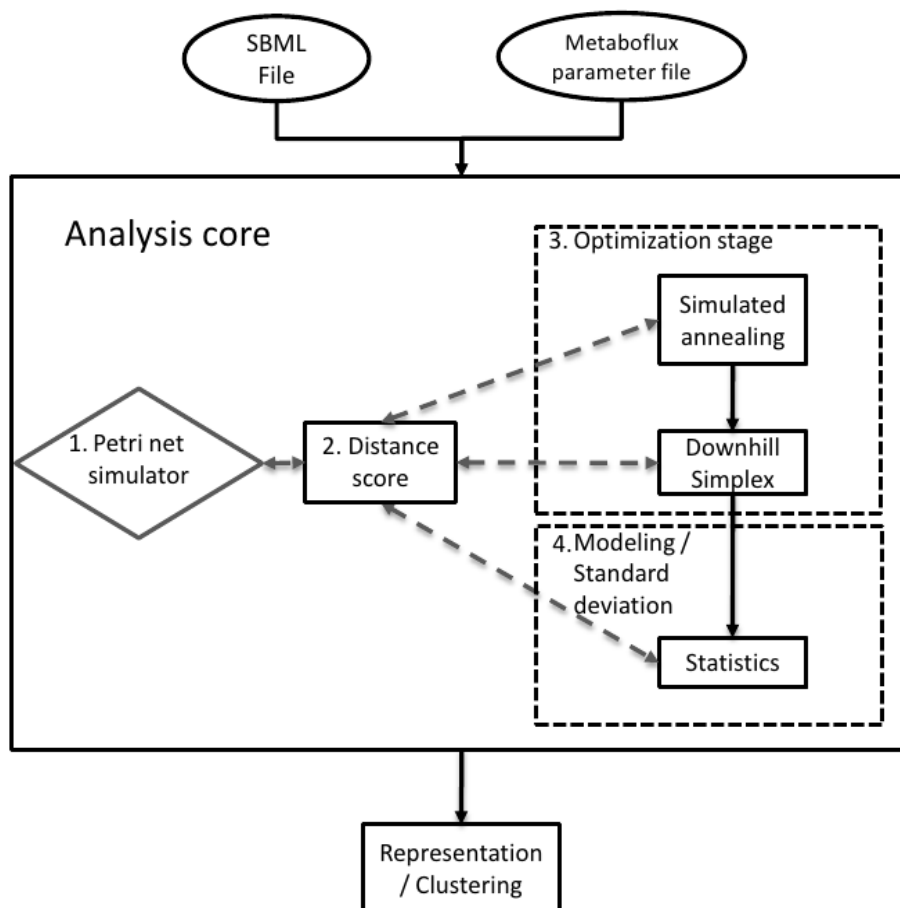 SBML
File
Metaboflux
parameter file
Analysis core
3. Optimization stage
Simulated
annealing
1. Petri net
simulator
2. Distance
score
Downhill
Simplex
4. Modeling /
Standard
deviation
Statistics
Representation
/ Clustering